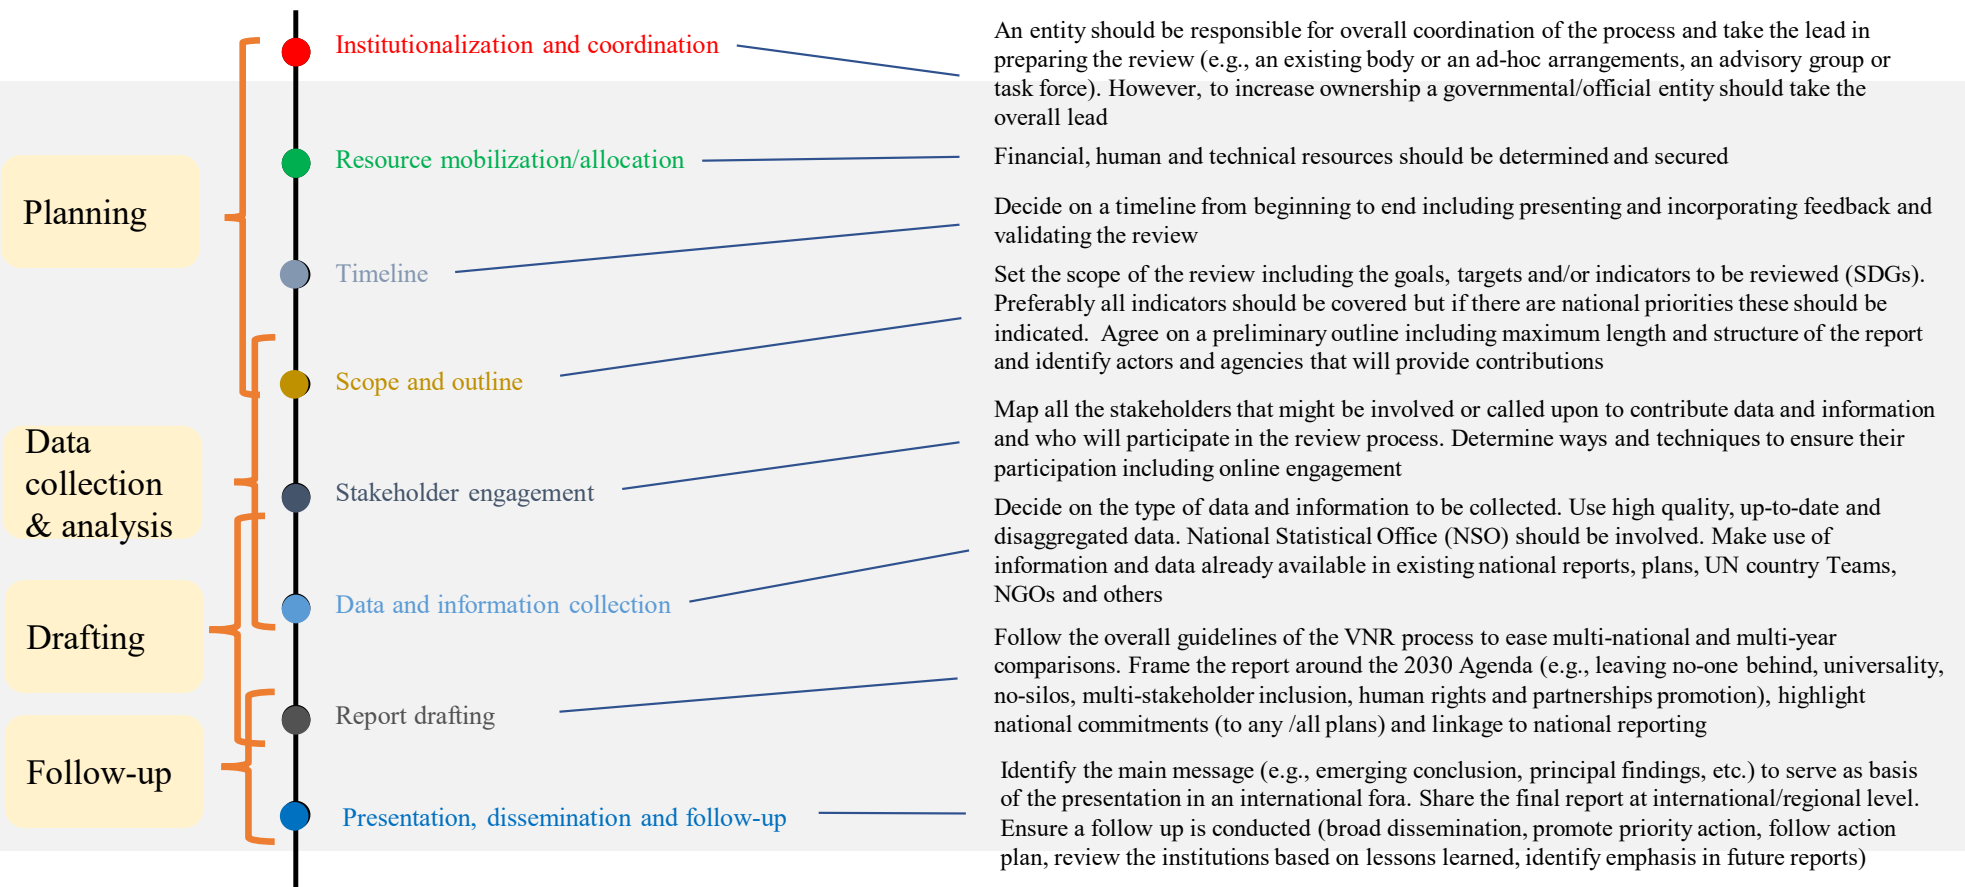 Planning
Data
collection
& analysis
Drafting
Follow-up
Institutionalization and coordination
An entity should be responsible for overall coordination of the process and take the lead in
preparing the review (e.g., an existing body or an ad-hoc arrangements, an advisory group or
task force). However, to increase ownership a governmental/official entity should take the
overall lead
Resource mobilization/allocation
Financial, human and technical resources should be determined and secured
Timeline
Decide on a timeline from beginning to end including presenting and incorporating feedback and
validating the review
Scope and outline
Set the scope of the review including the goals, targets and/or indicators to be reviewed (SDGs).
Preferably all indicators should be covered but if there are national priorities these should be
indicated.  Agree on a preliminary outline including maximum length and structure of the report
and identify actors and agencies that will provide contributions
Stakeholder engagement
Map all the stakeholders that might be involved or called upon to contribute data and information
and who will participate in the review process. Determine ways and techniques to ensure their
participation including online engagement
Data and information collection
Decide on the type of data and information to be collected. Use high quality, up-to-date and
disaggregated data. National Statistical Office (NSO) should be involved. Make use of
information and data already available in existing national reports, plans, UN country Teams,
NGOs and others
Report drafting
Follow the overall guidelines of the VNR process to ease multi-national and multi-year
comparisons. Frame the report around the 2030 Agenda (e.g., leaving no-one behind, universality,
no-silos, multi-stakeholder inclusion, human rights and partnerships promotion), highlight
national commitments (to any /all plans) and linkage to national reporting
Presentation, dissemination and follow-up
Identify the main message (e.g., emerging conclusion, principal findings, etc.) to serve as basis
of the presentation in an international fora. Share the final report at international/regional level.
Ensure a follow up is conducted (broad dissemination, promote priority action, follow action
plan, review the institutions based on lessons learned, identify emphasis in future reports)